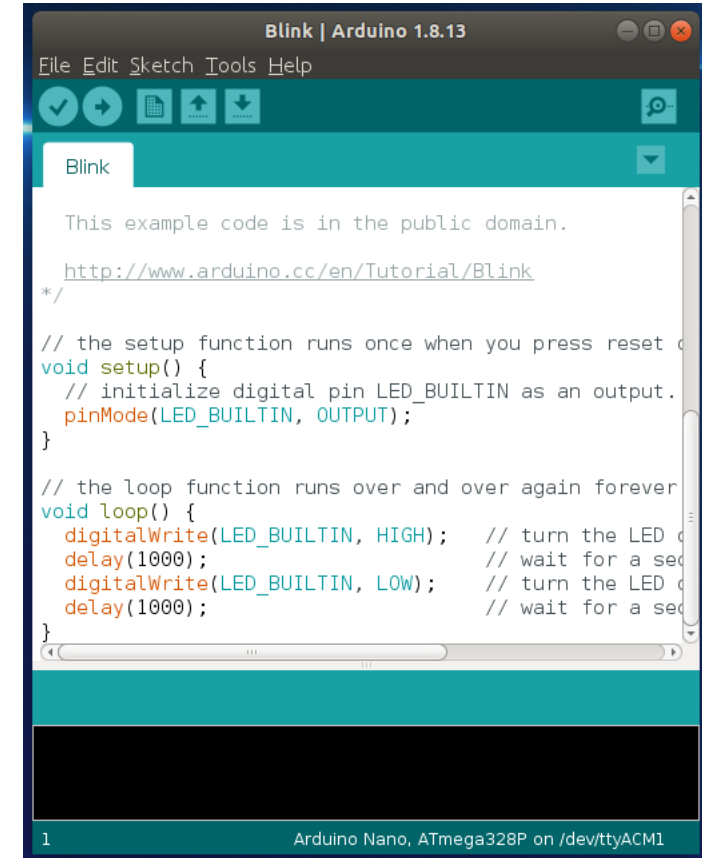 Blink | Arduino 1.8.13
File Edit Sketch Tools Help
Blink
This example code is in the public domain.
http://www.arduino.cc/en/Tutorial/Blink
*/
// the setup function runs once when you press reset
void setup() {
// initialize digital pin LED_BUILTIN as an output.
pinMode(LED_BUILTIN, OUTPUT);
}
// the loop function runs over and over again forever
void loop() {
digitalWrite(LED_BUILTIN, HIGH); // turn the LED
delay(1000); // wait for a sec
digitalWrite(LED_BUILTIN, LOW); // turn the LED
delay(1000); // wait for a sec
}
1 Arduino Nano, ATmega328P on /dev/ttyACM1